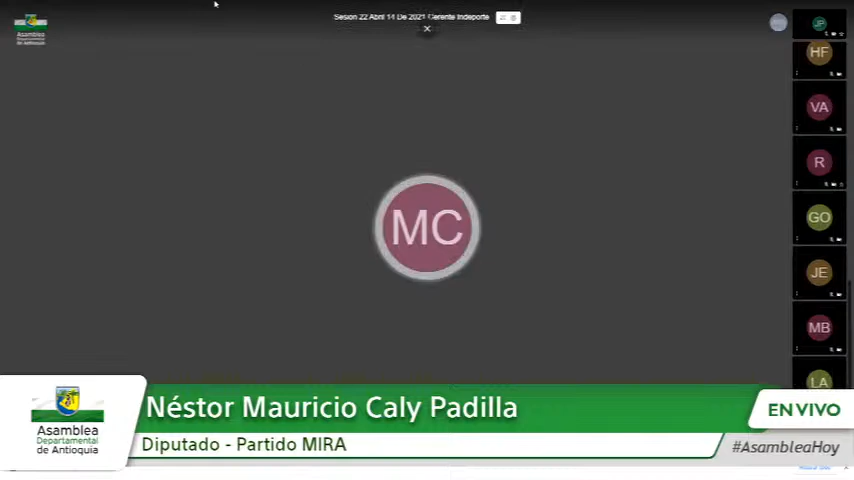 Asamblea
Departamental
de Antioquia
Sesion 22 Abril 14 De 2021 Gerente Indeporte
JP
HF
VA
R
GO
JE
MB
LA
MC
Néstor Mauricio Caly Padilla
Diputado - Partido MIRA
Asamblea
Departamental
de Antioquia
EN VIVO
#AsambleaHoy